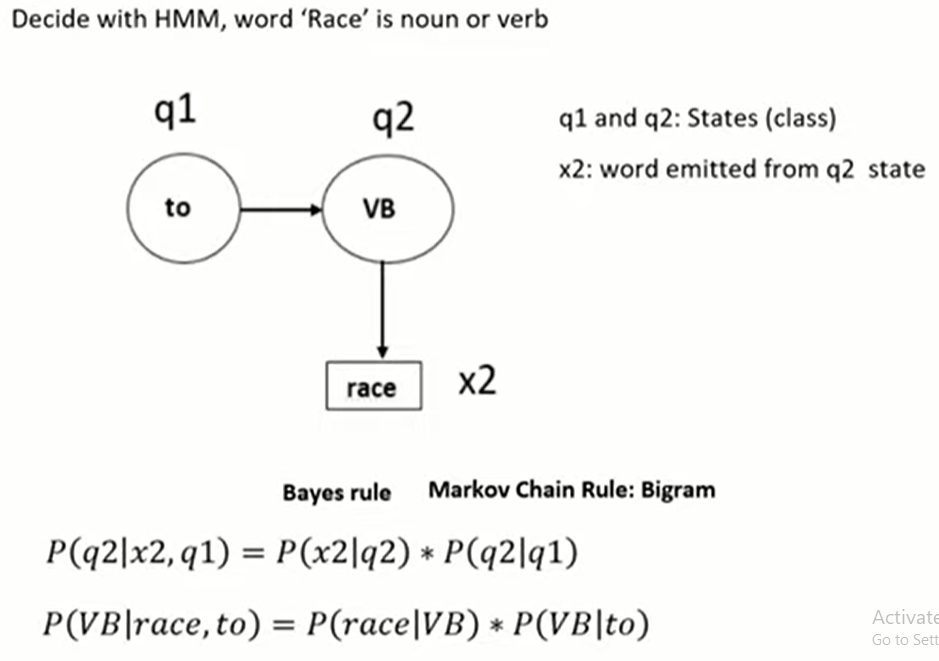 Decide with HMM, word ‘Race’ is noun or verb
q1
q2
q1 and q2: States (class)
x2: word emitted from q2 state
to
VB
race
x2
Bayes rule
Markov Chain Rule: Bigram
P(q2|x2, q1) = P(x2|q2) * P(q2|q1)
P(VB|race, to) = P(race|VB) * P(VB|to)
Activate
Go to Sett